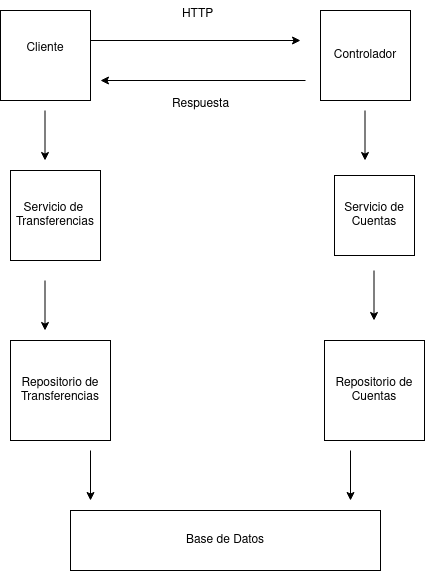 HTTP
Cliente
Controlador
Respuesta
Servicio de
Transferencias
Servicio de
Cuentas
Repositorio de
Transferencias
Repositorio de
Cuentas
Base de Datos